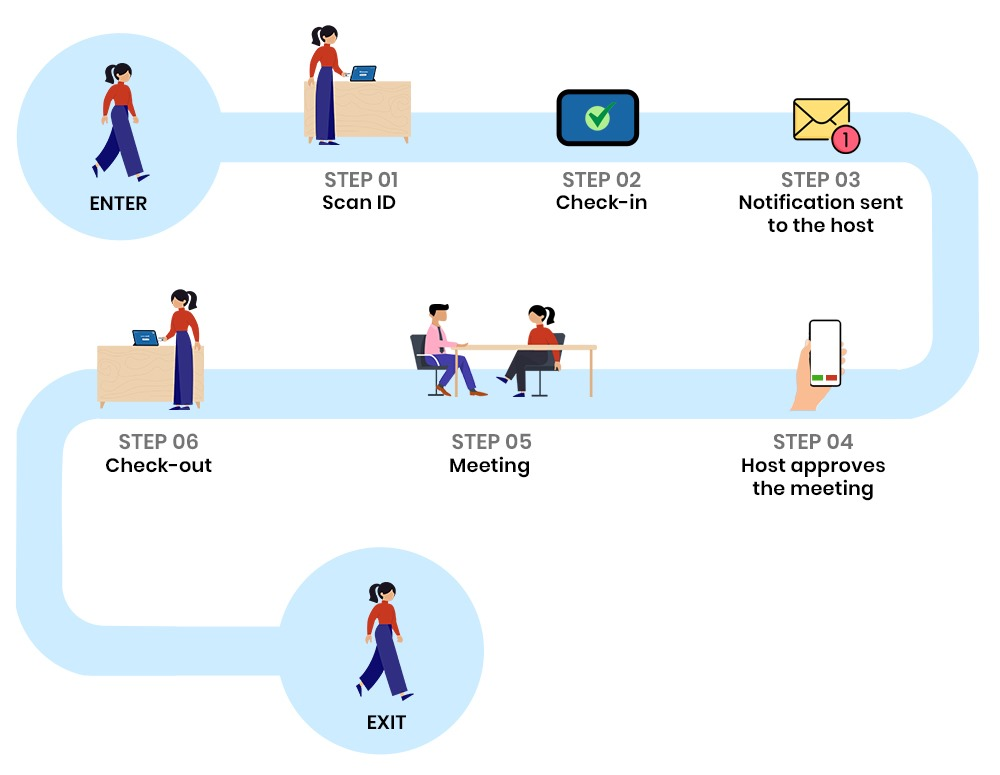 ENTER
STEP 01
Scan ID
STEP 02
Check-in
1
STEP 03
Notification sent
to the host
STEP 04
Host approves
the meeting
STEP 05
Meeting
STEP 06
Check-out
EXIT